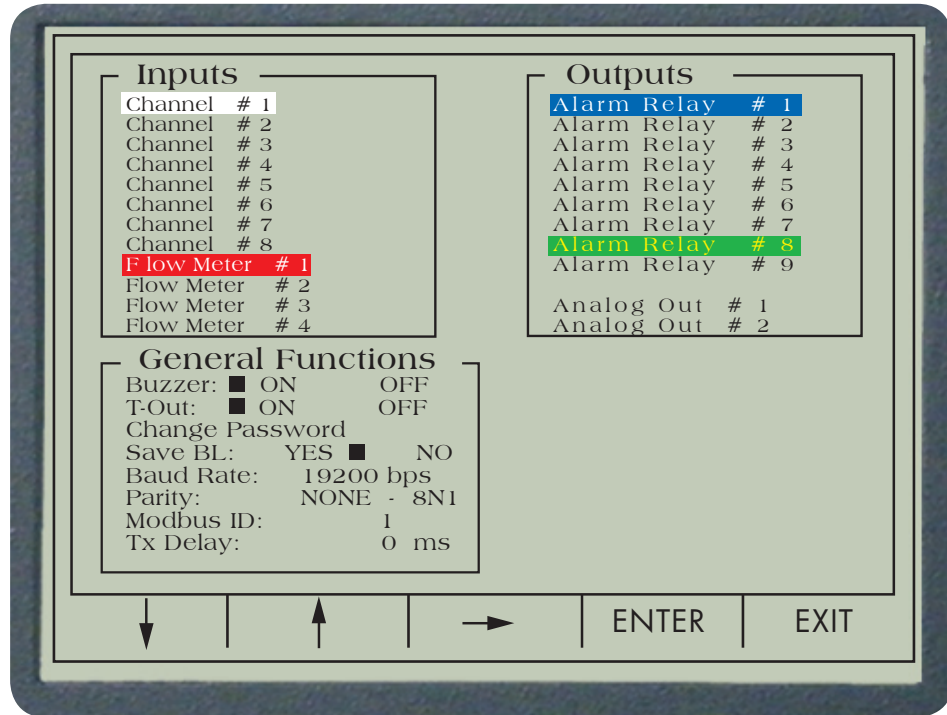 Inputs
Channel # 1
Channel # 2
Channel # 3
Channel # 4
Channel # 5
Channel # 6
Channel # 7
Channel # 8
Flow Meter # 1
Flow Meter # 2
Flow Meter # 3
Flow Meter # 4
Outputs
Alarm Relay # 1
Alarm Relay # 2
Alarm Relay # 3
Alarm Relay # 4
Alarm Relay # 5
Alarm Relay # 6
Alarm Relay # 7
Alarm Relay # 8
Alarm Relay # 9
Analog Out # 1
Analog Out # 2
General Functions
Buzzer: ■ ON OFF
T-Out: ■ ON OFF
Change Password
Save BL: YES ■ NO
Baud Rate: 19200 bps
Parity: NONE - 8N1
Modbus ID: 1
Tx Delay: 0 ms
↓ ↑ → ENTER EXIT